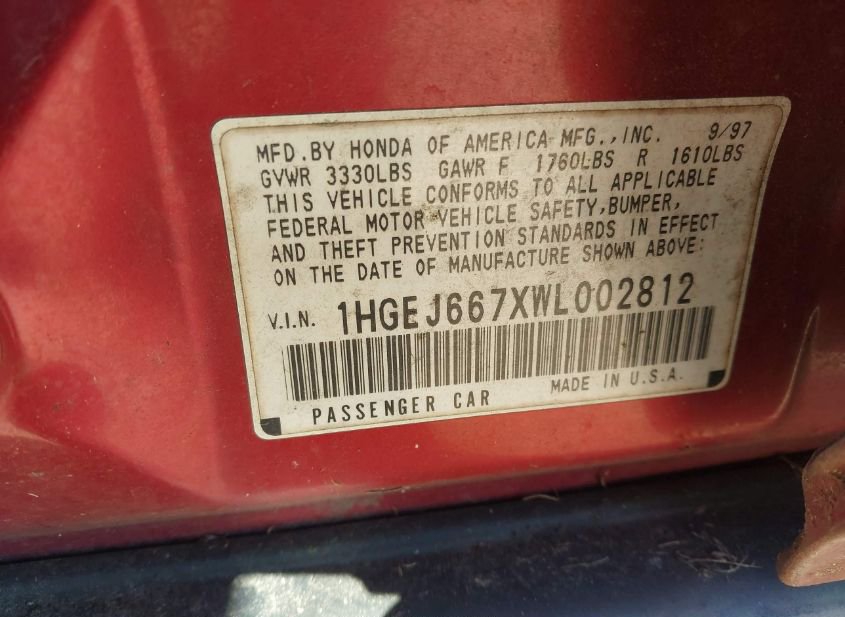 MFD.BY HONDA OF AMERICA MFG.,INC. 9/97
GVWR 3330LBS GAWR F 1760LBS R 1610LBS
THIS VEHICLE CONFORMS TO ALL APPLICABLE
FEDERAL MOTOR VEHICLE SAFETY,BUMPER,
AND THEFT PREVENTION STANDARDS IN EFFECT
ON THE DATE OF MANUFACTURE SHOWN ABOVE:
V.I.N. 1HGEJ667XWL002812
PASSENGER CAR MADE IN U.S.A.